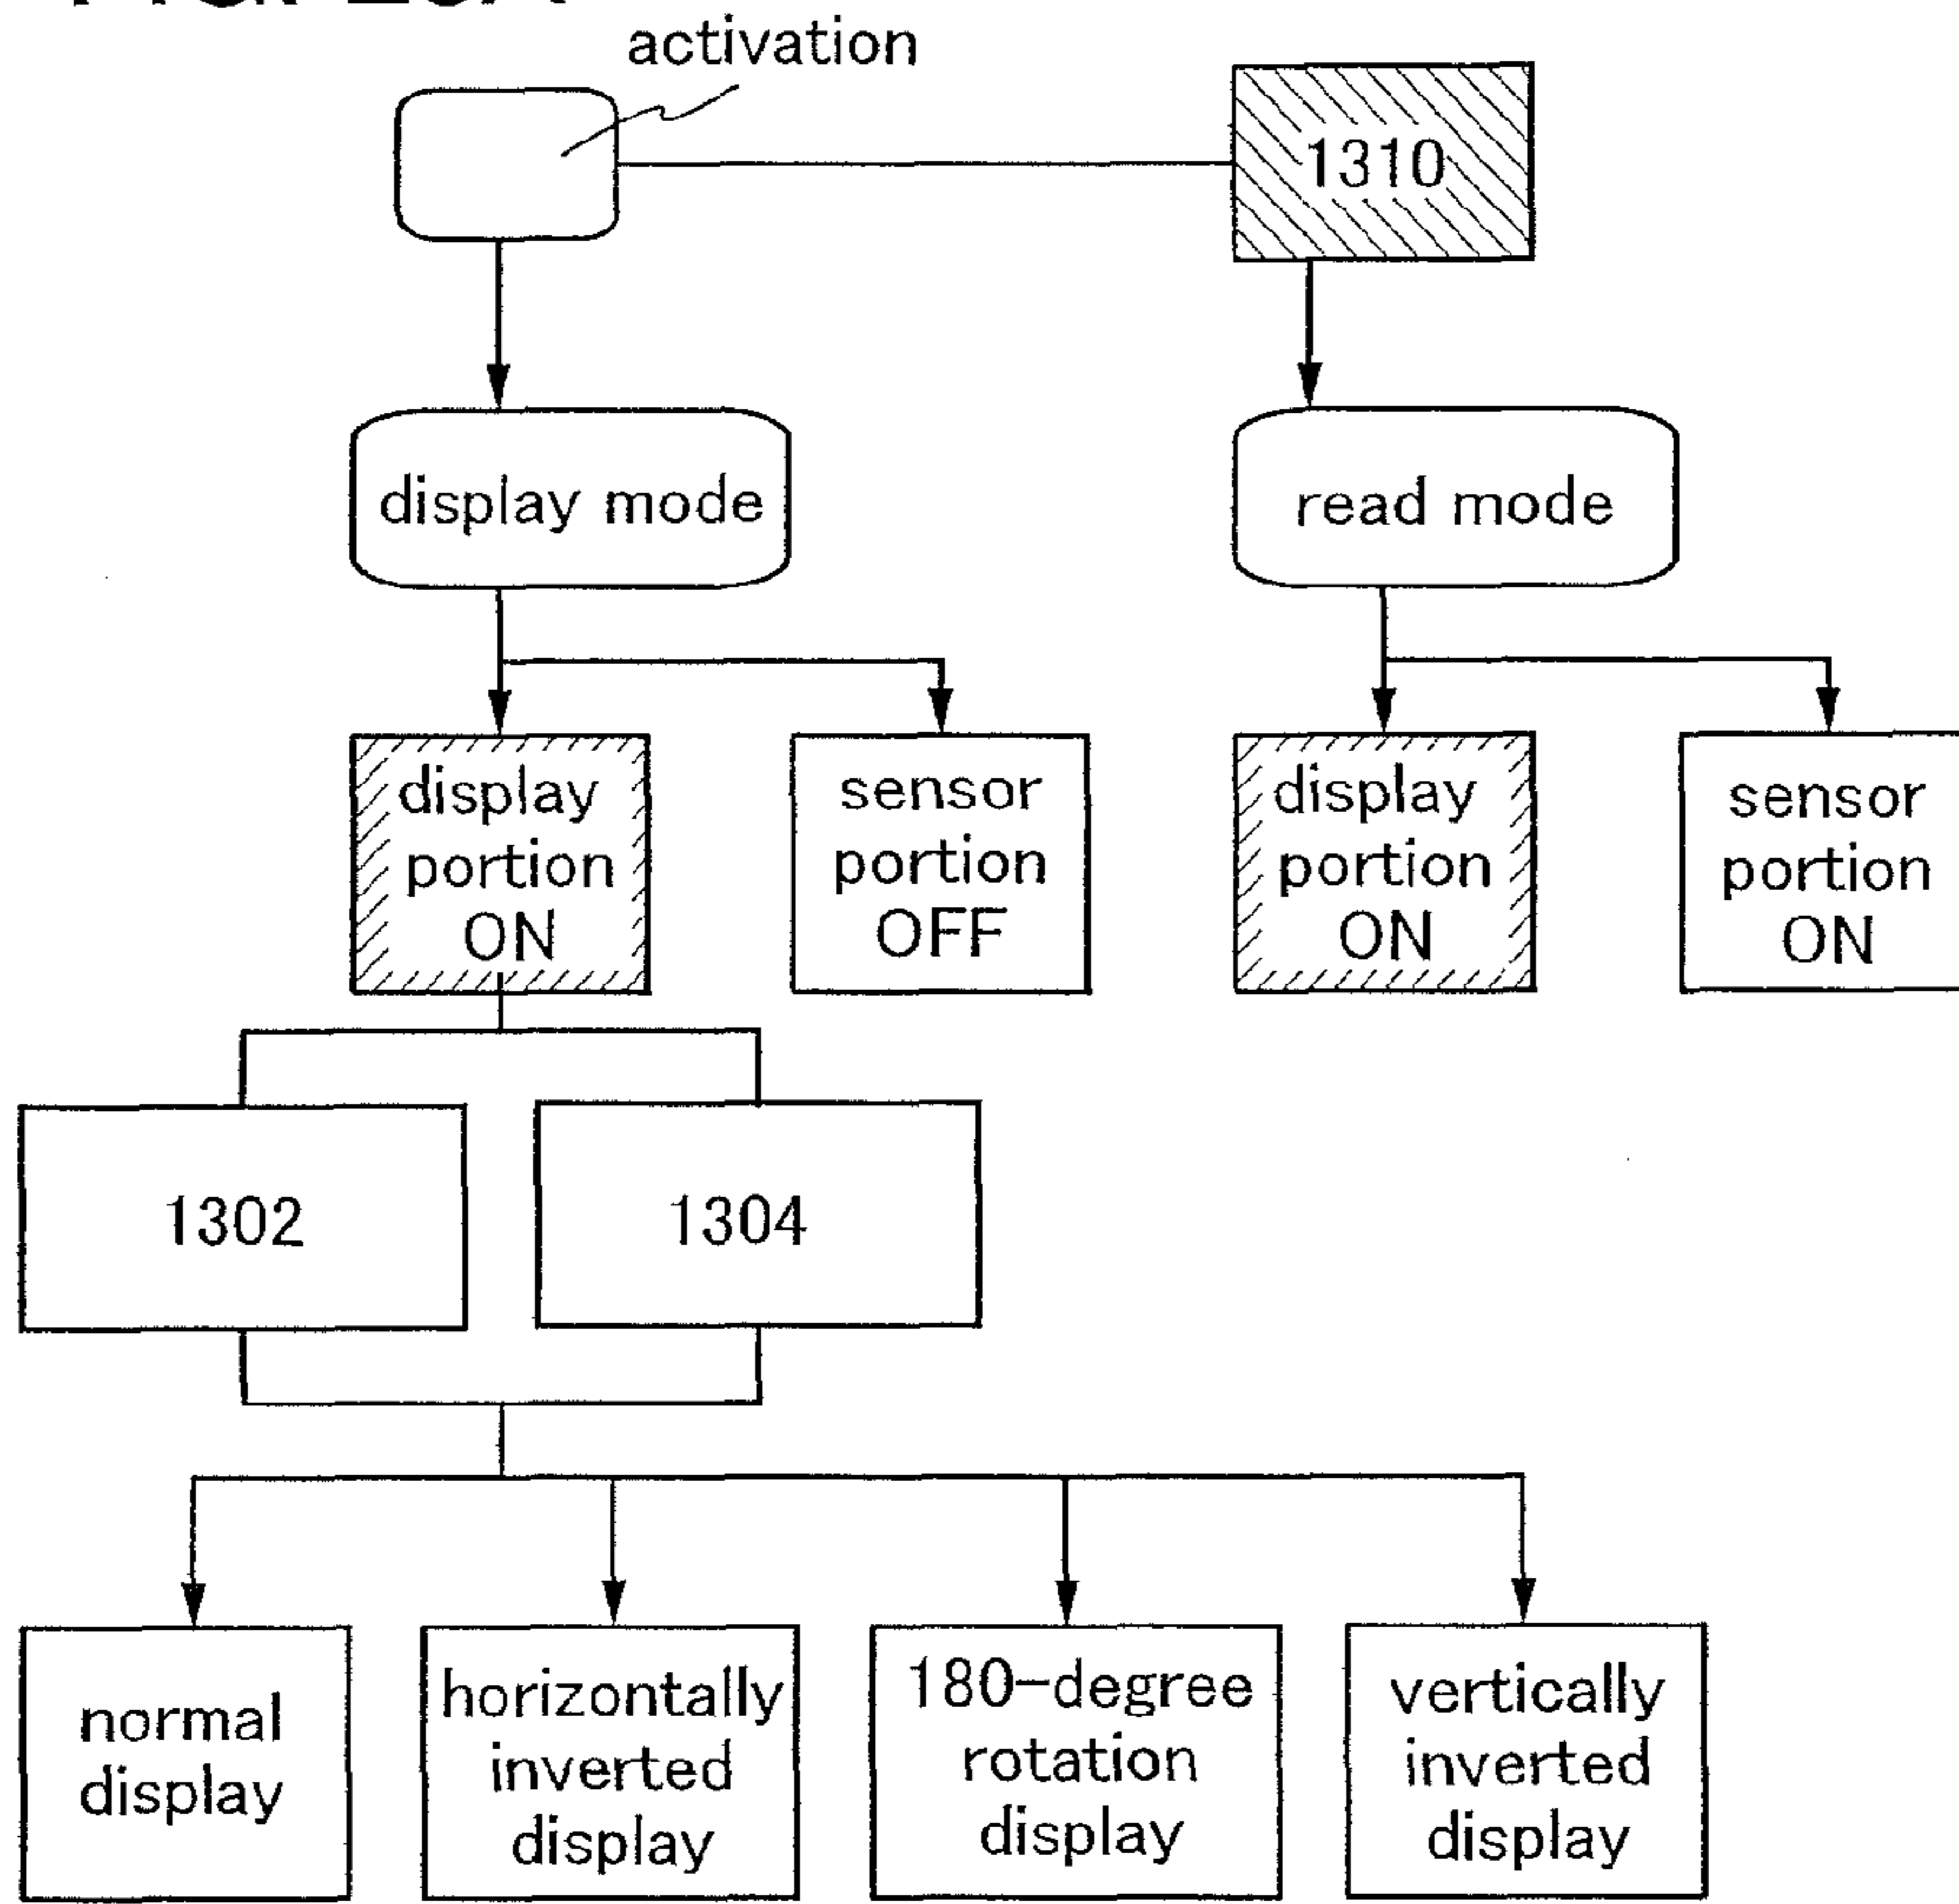 activation
1310
display mode
read mode
display
portion
ON
sensor
portion
OFF
display
portion
ON
sensor
portion
ON
1302
1304
normal
display
horizontally
inverted
display
180-degree
rotation
display
vertically
inverted
display